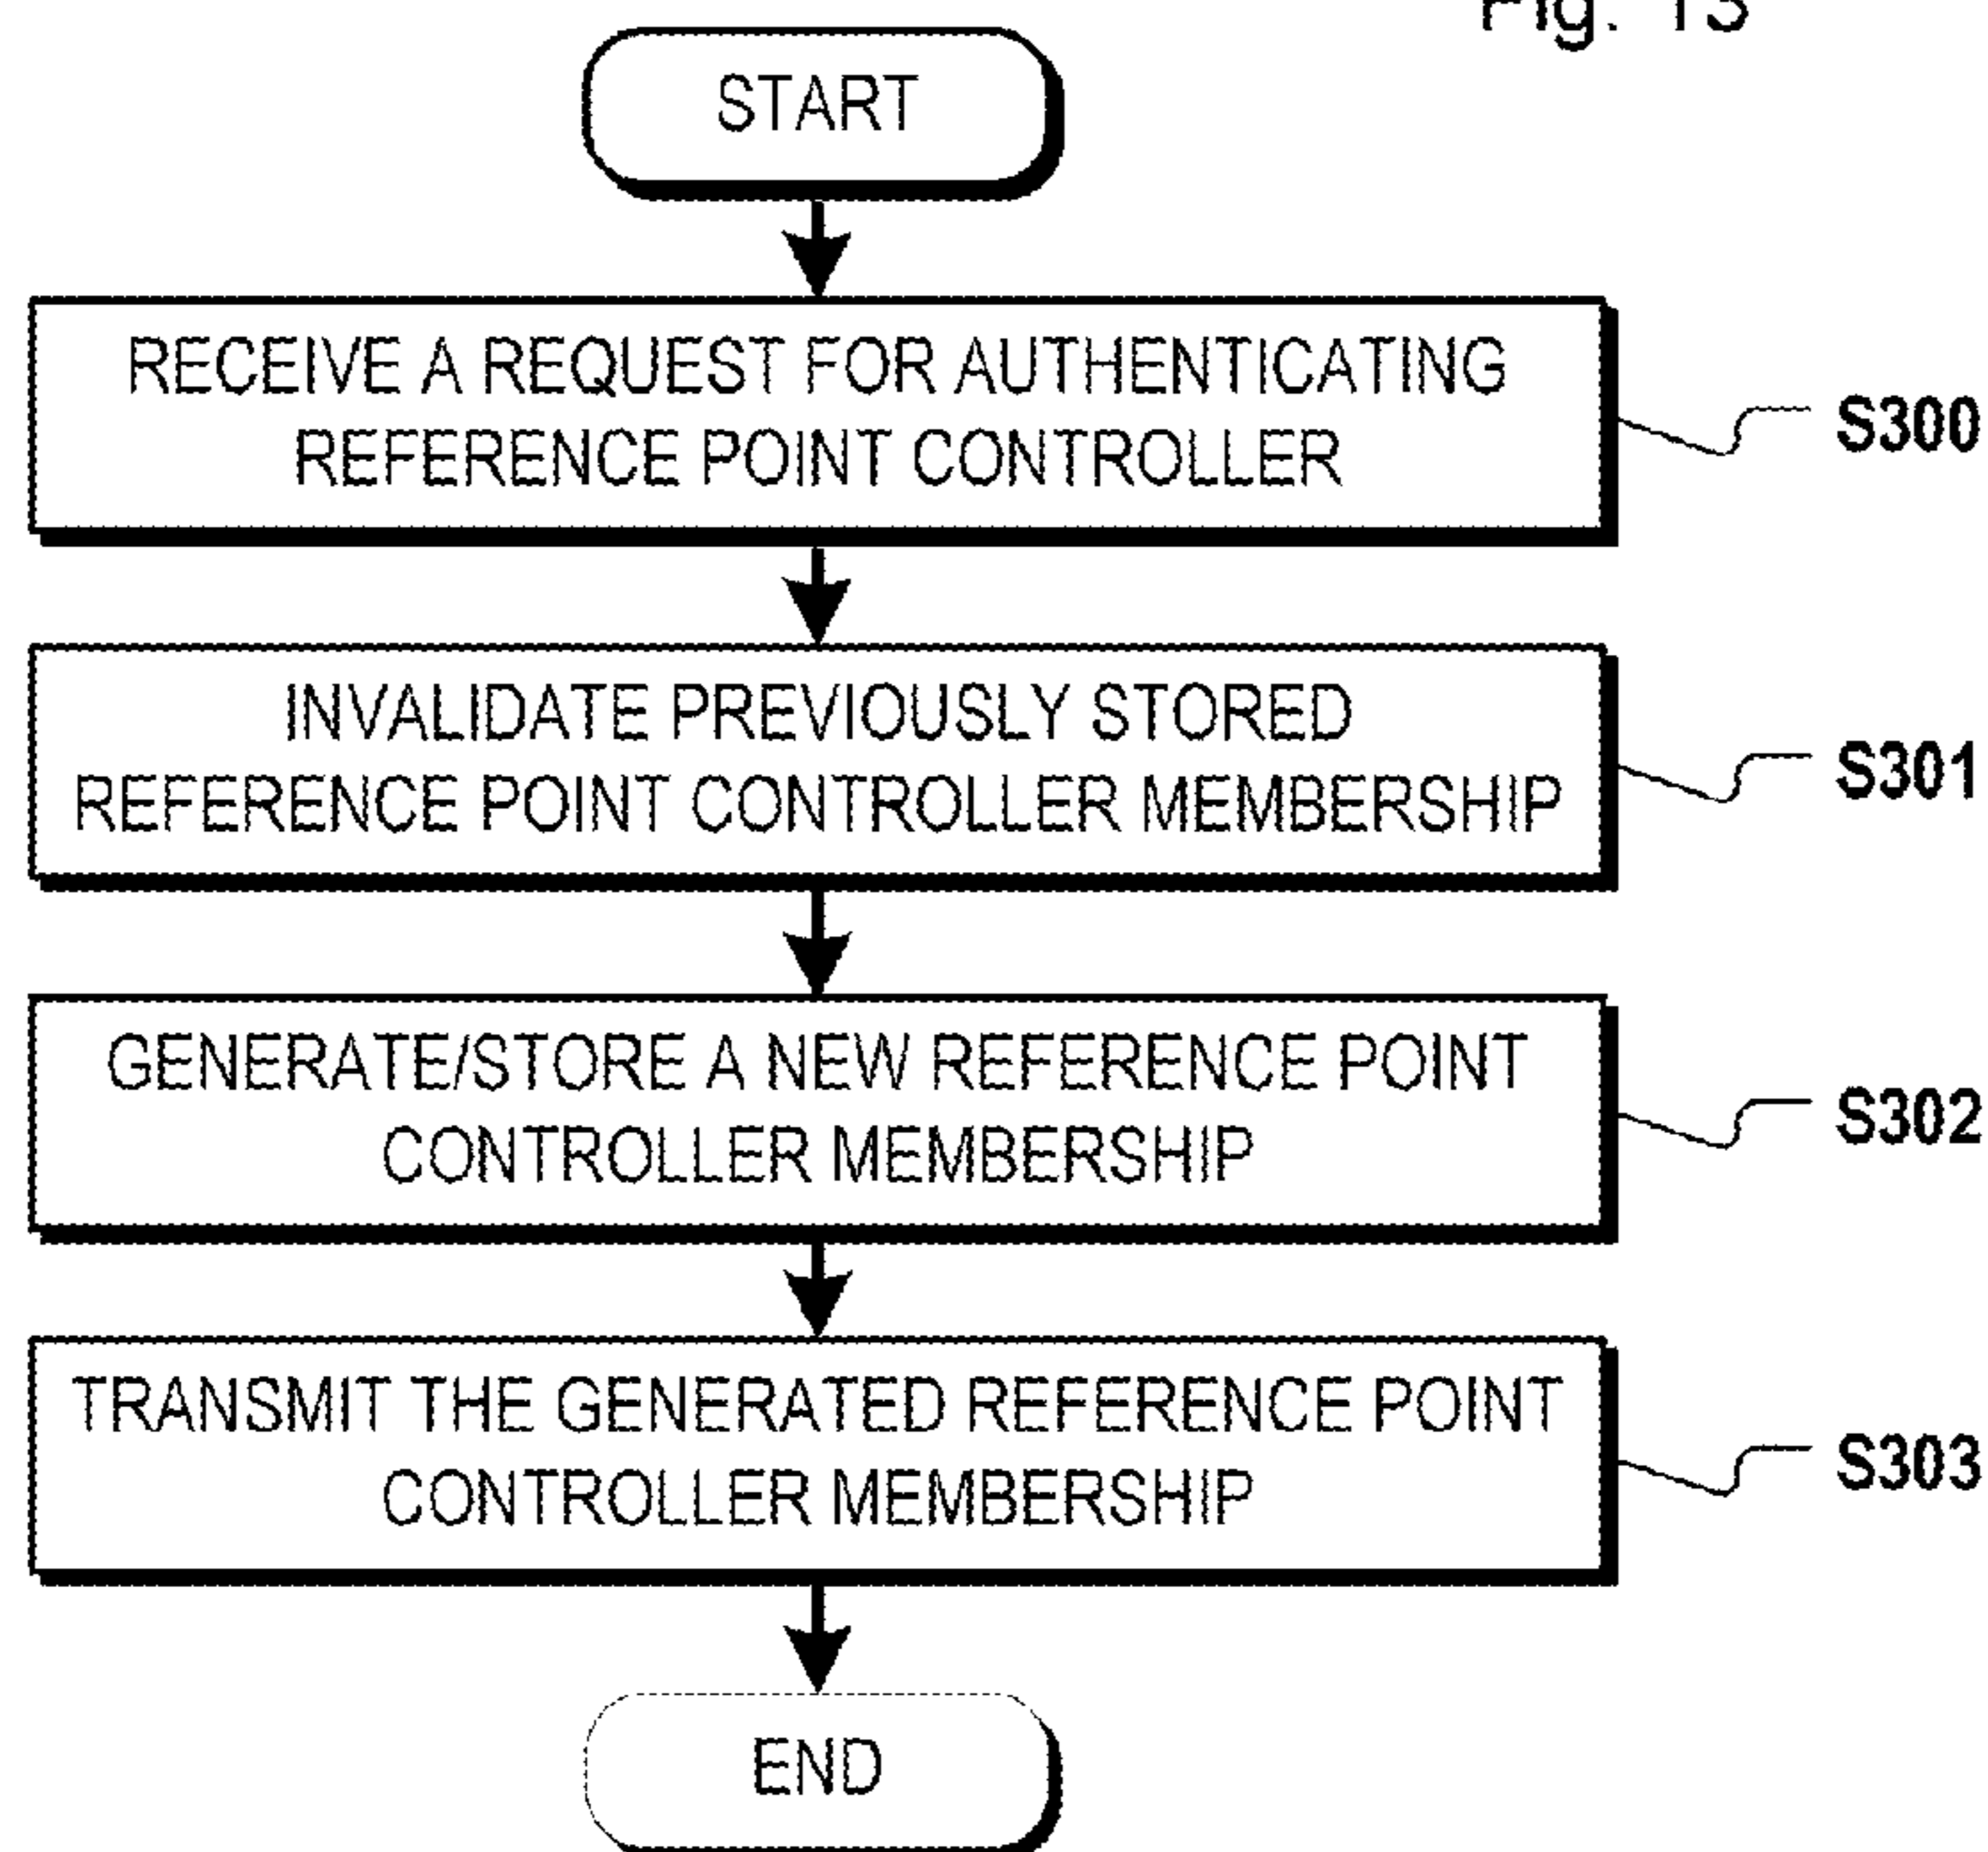 Fig. 13
START
RECEIVE A REQUEST FOR AUTHENTICATING
REFERENCE POINT CONTROLLER
S300
INVALIDATE PREVIOUSLY STORED
REFERENCE POINT CONTROLLER MEMBERSHIP
S301
GENERATE/STORE A NEW REFERENCE POINT
CONTROLLER MEMBERSHIP
S302
TRANSMIT THE GENERATED REFERENCE POINT
CONTROLLER MEMBERSHIP
S303
END